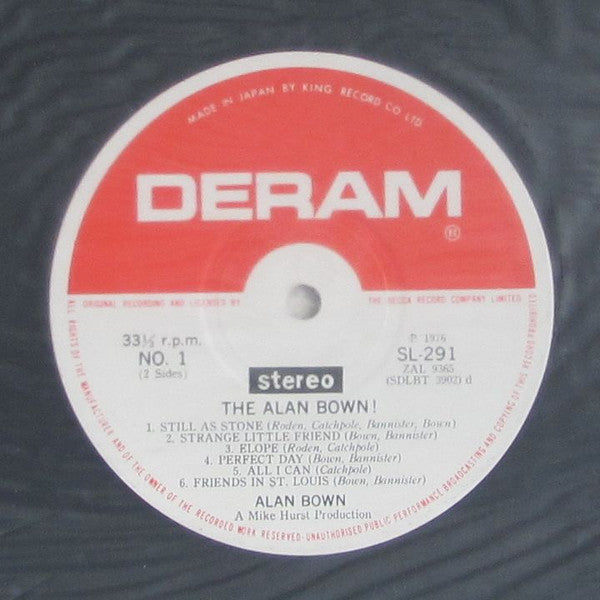 MADE IN JAPAN BY KING RECORD CO LTD
DERAM
®
ORIGINAL RECORDING AND LICENSED BY THE DECCA RECORD COMPANY LIMITED
33⅓ r.p.m.
NO. 1
(2 Sides)
stereo
℗ 1976
SL-291
ZAL 9365
(SDLBT 3902) d
THE ALAN BOWN!
1. STILL AS STONE (Roden, Catchpole, Bannister, Bown)
2. STRANGE LITTLE FRIEND (Bown, Bannister)
3. ELOPE (Roden, Catchpole)
4. PERFECT DAY (Bown, Bannister)
5. ALL I CAN (Catchpole)
6. FRIENDS IN ST. LOUIS (Bown, Bannister)
ALAN BOWN
A Mike Hurst Production
ALL RIGHTS OF THE MANUFACTURER AND OF THE OWNER OF THE RECORDED WORK RESERVED-UNAUTHORISED PUBLIC PERFORMANCE BROADCASTING AND COPYING OF THIS RECORD PROHIBITED